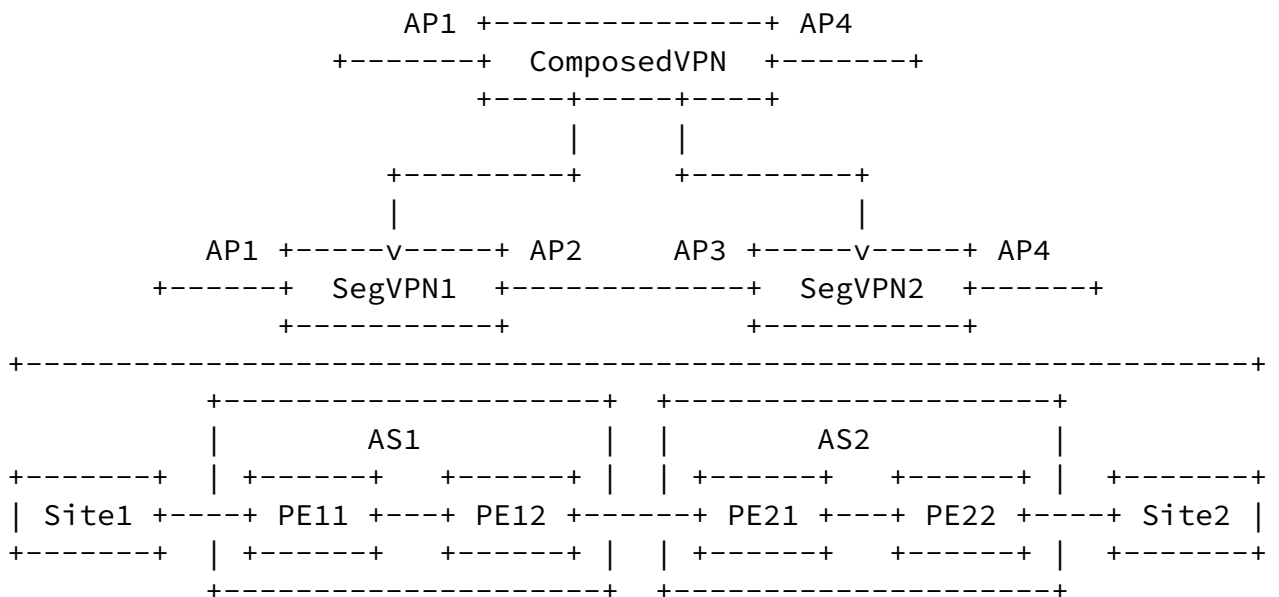 AP1 +--------------+ AP4
+-------+ ComposedVPN +-------+
+----+-----+----+
| |
+---------+ +---------+
| |
AP1 +-----v-----+ AP2 AP3 +-----v-----+ AP4
+------+ SegVPN1 +-------------+ SegVPN2 +------+
+-----------+ +-----------+
+--------------------------------------------------------------------+
+---------------------+ +---------------------+
| AS1 | | AS2 |
+-------+ | +------+ +------+ | | +------+ +------+ | +-------+
| Site1 +----+ PE11 +---+ PE12 +------+ PE21 +---+ PE22 +----+ Site2 |
+-------+ | +------+ +------+ | | +------+ +------+ | +-------+
+---------------------+ +---------------------+